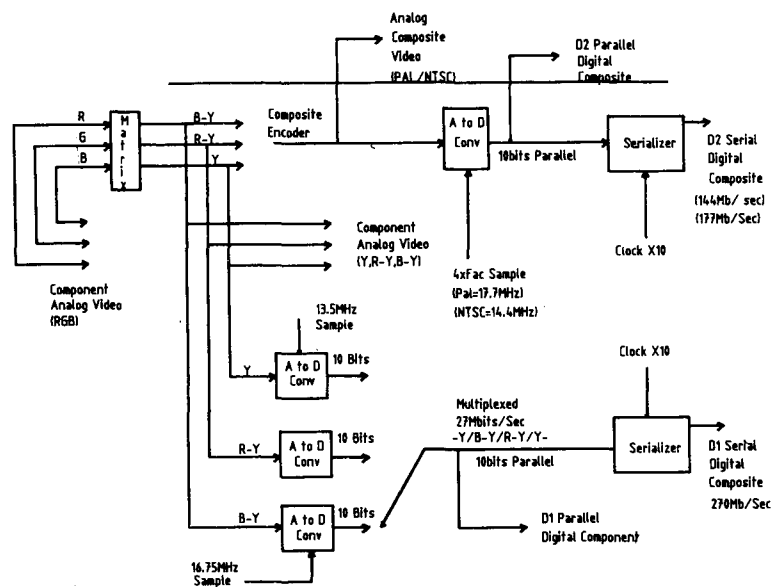 Analog
Composite
Video
(PAL/NTSC)
D2 Parallel
Digital
Composite
R
G
B
Matrix
B-Y
R-Y
Y
Composite
Encoder
A to D
Conv
10bits Parallel
Serializer
D2 Serial
Digital
Composite
(144Mb/ sec)
(177Mb/Sec)
Component
Analog Video
(Y,R-Y,B-Y)
4xFac Sample
(Pal=17.7MHz)
(NTSC=14.4MHz)
Clock X10
Component
Analog Video
(RGB)
13.5MHz
Sample
Y
A to D
Conv
10 Bits
Clock X10
Multiplexed
27Mbits/Sec
-Y/B-Y/R-Y/Y-
10bits Parallel
Serializer
D1 Serial
Digital
Composite
270Mb/Sec
R-Y
A to D
Conv
10 Bits
B-Y
A to D
Conv
10 Bits
D1 Parallel
Digital Component
16.75MHz
Sample